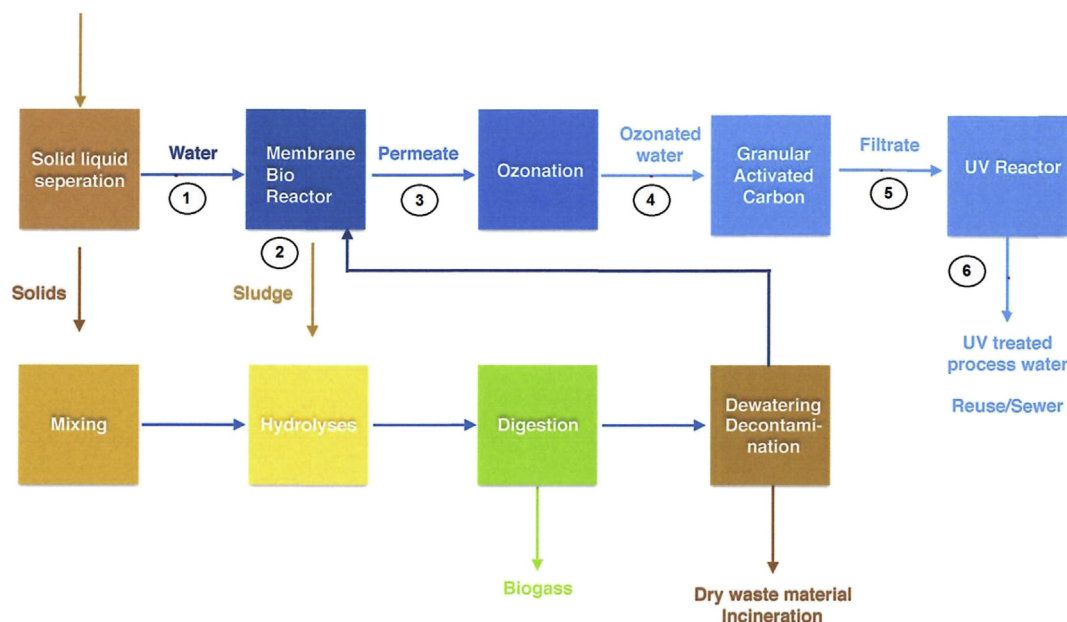 Solid liquid
seperation
Water
1
Membrane
Bio
Reactor
2
Permeate
3
Ozonation
Ozonated
water
4
Granular
Activated
Carbon
Filtrate
5
UV Reactor
6
Solids
Sludge
UV treated
process water
Reuse/Sewer
Mixing
Hydrolyses
Digestion
Dewatering
Decontami-
nation
Biogass
Dry waste material
Incineration